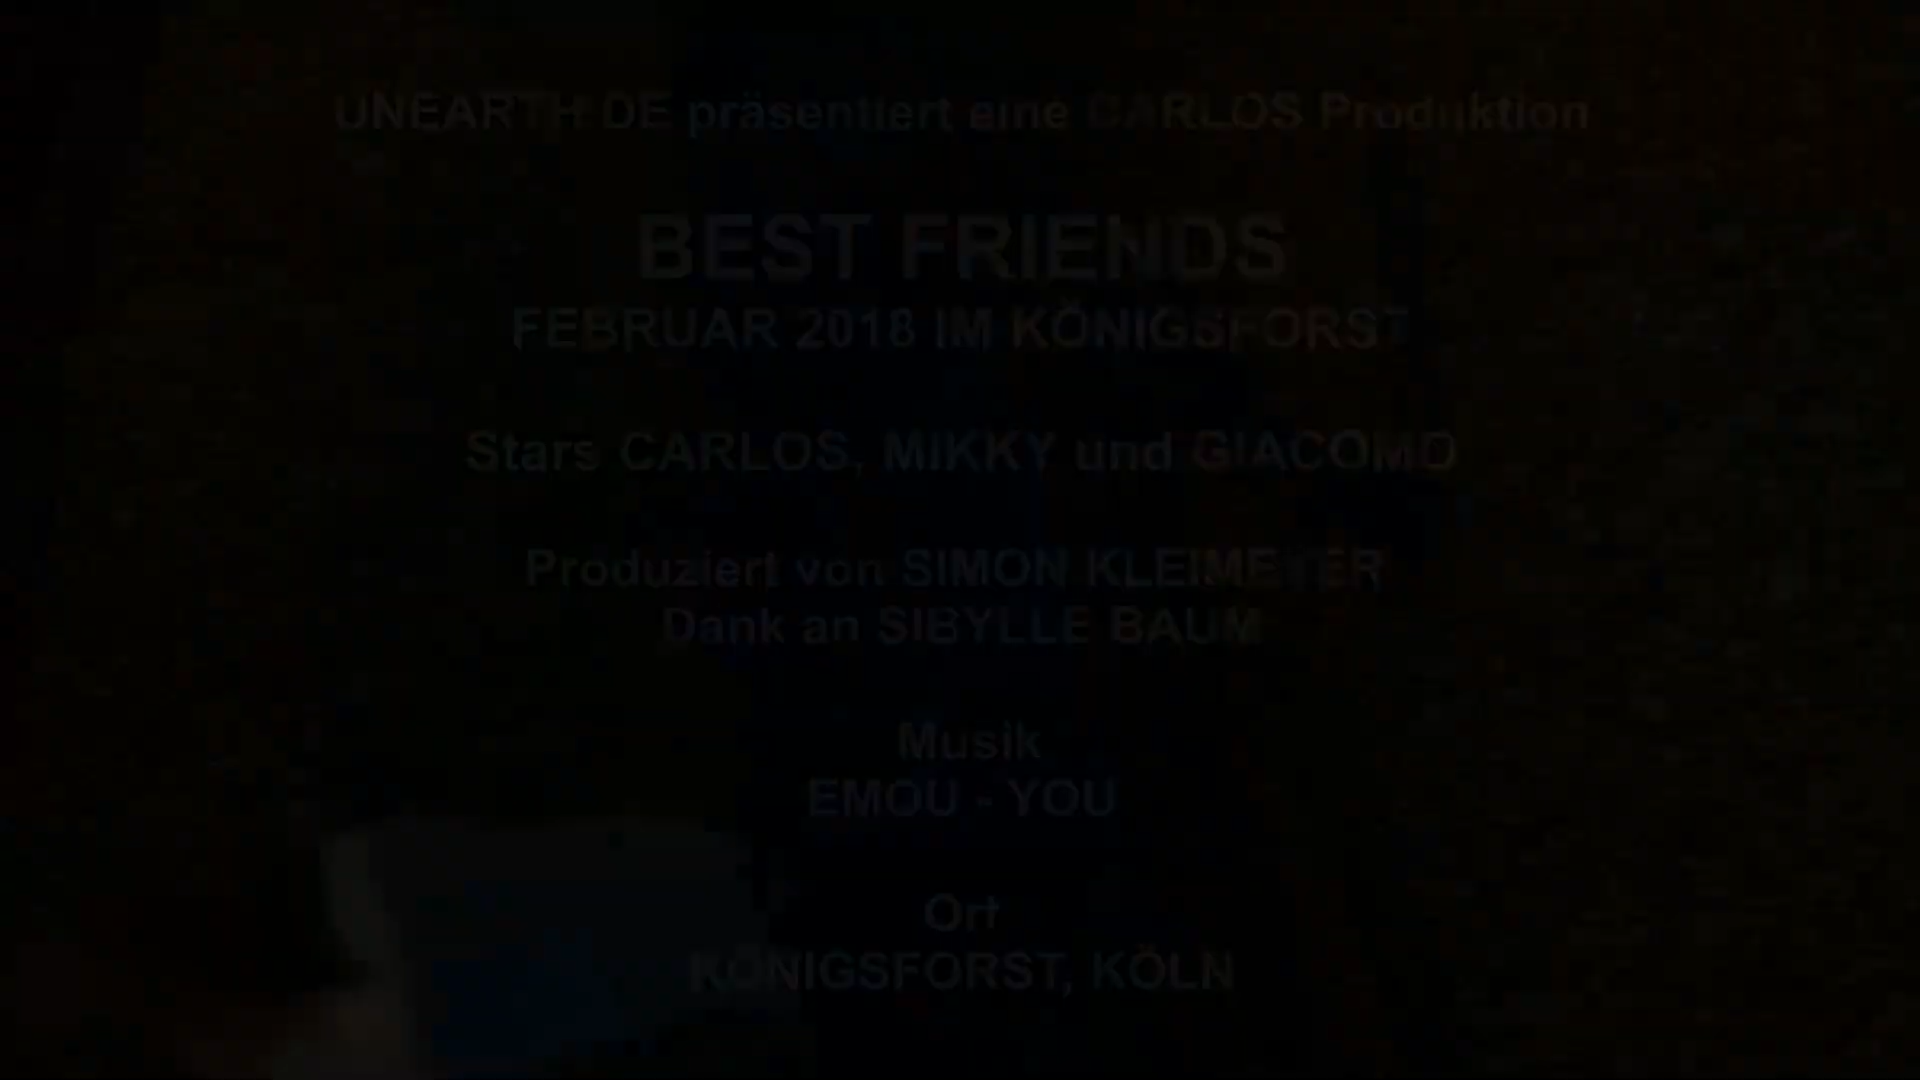 UNEARTH DE präsentiert eine CARLOS Produktion
BEST FRIENDS
FEBRUAR 2018 IM KÖNIGSFORST
Stars CARLOS, MIKKY und GIACOMO
Produziert von SIMON KLEIMEYER
Dank an SIBYLLE BAUM
Musik
EMOU - YOU
Ort
KÖNIGSFORST, KÖLN